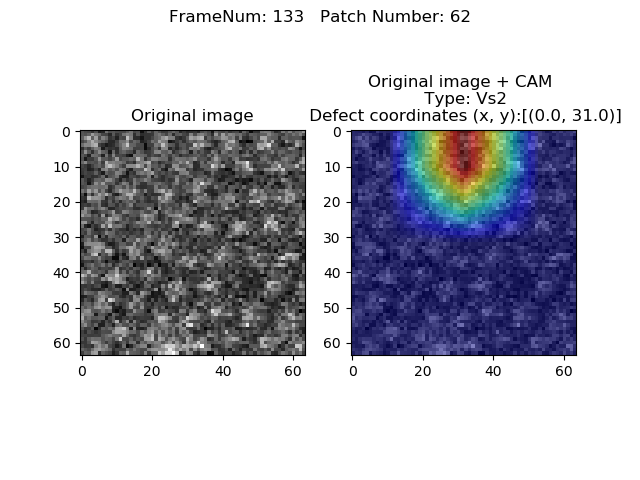 FrameNum: 133   Patch Number: 62
Original image
0
10
20
30
40
50
60
0 20 40 60
Original image + CAM
Type: Vs2
Defect coordinates (x, y):[(0.0, 31.0)]
0
10
20
30
40
50
60
0 20 40 60